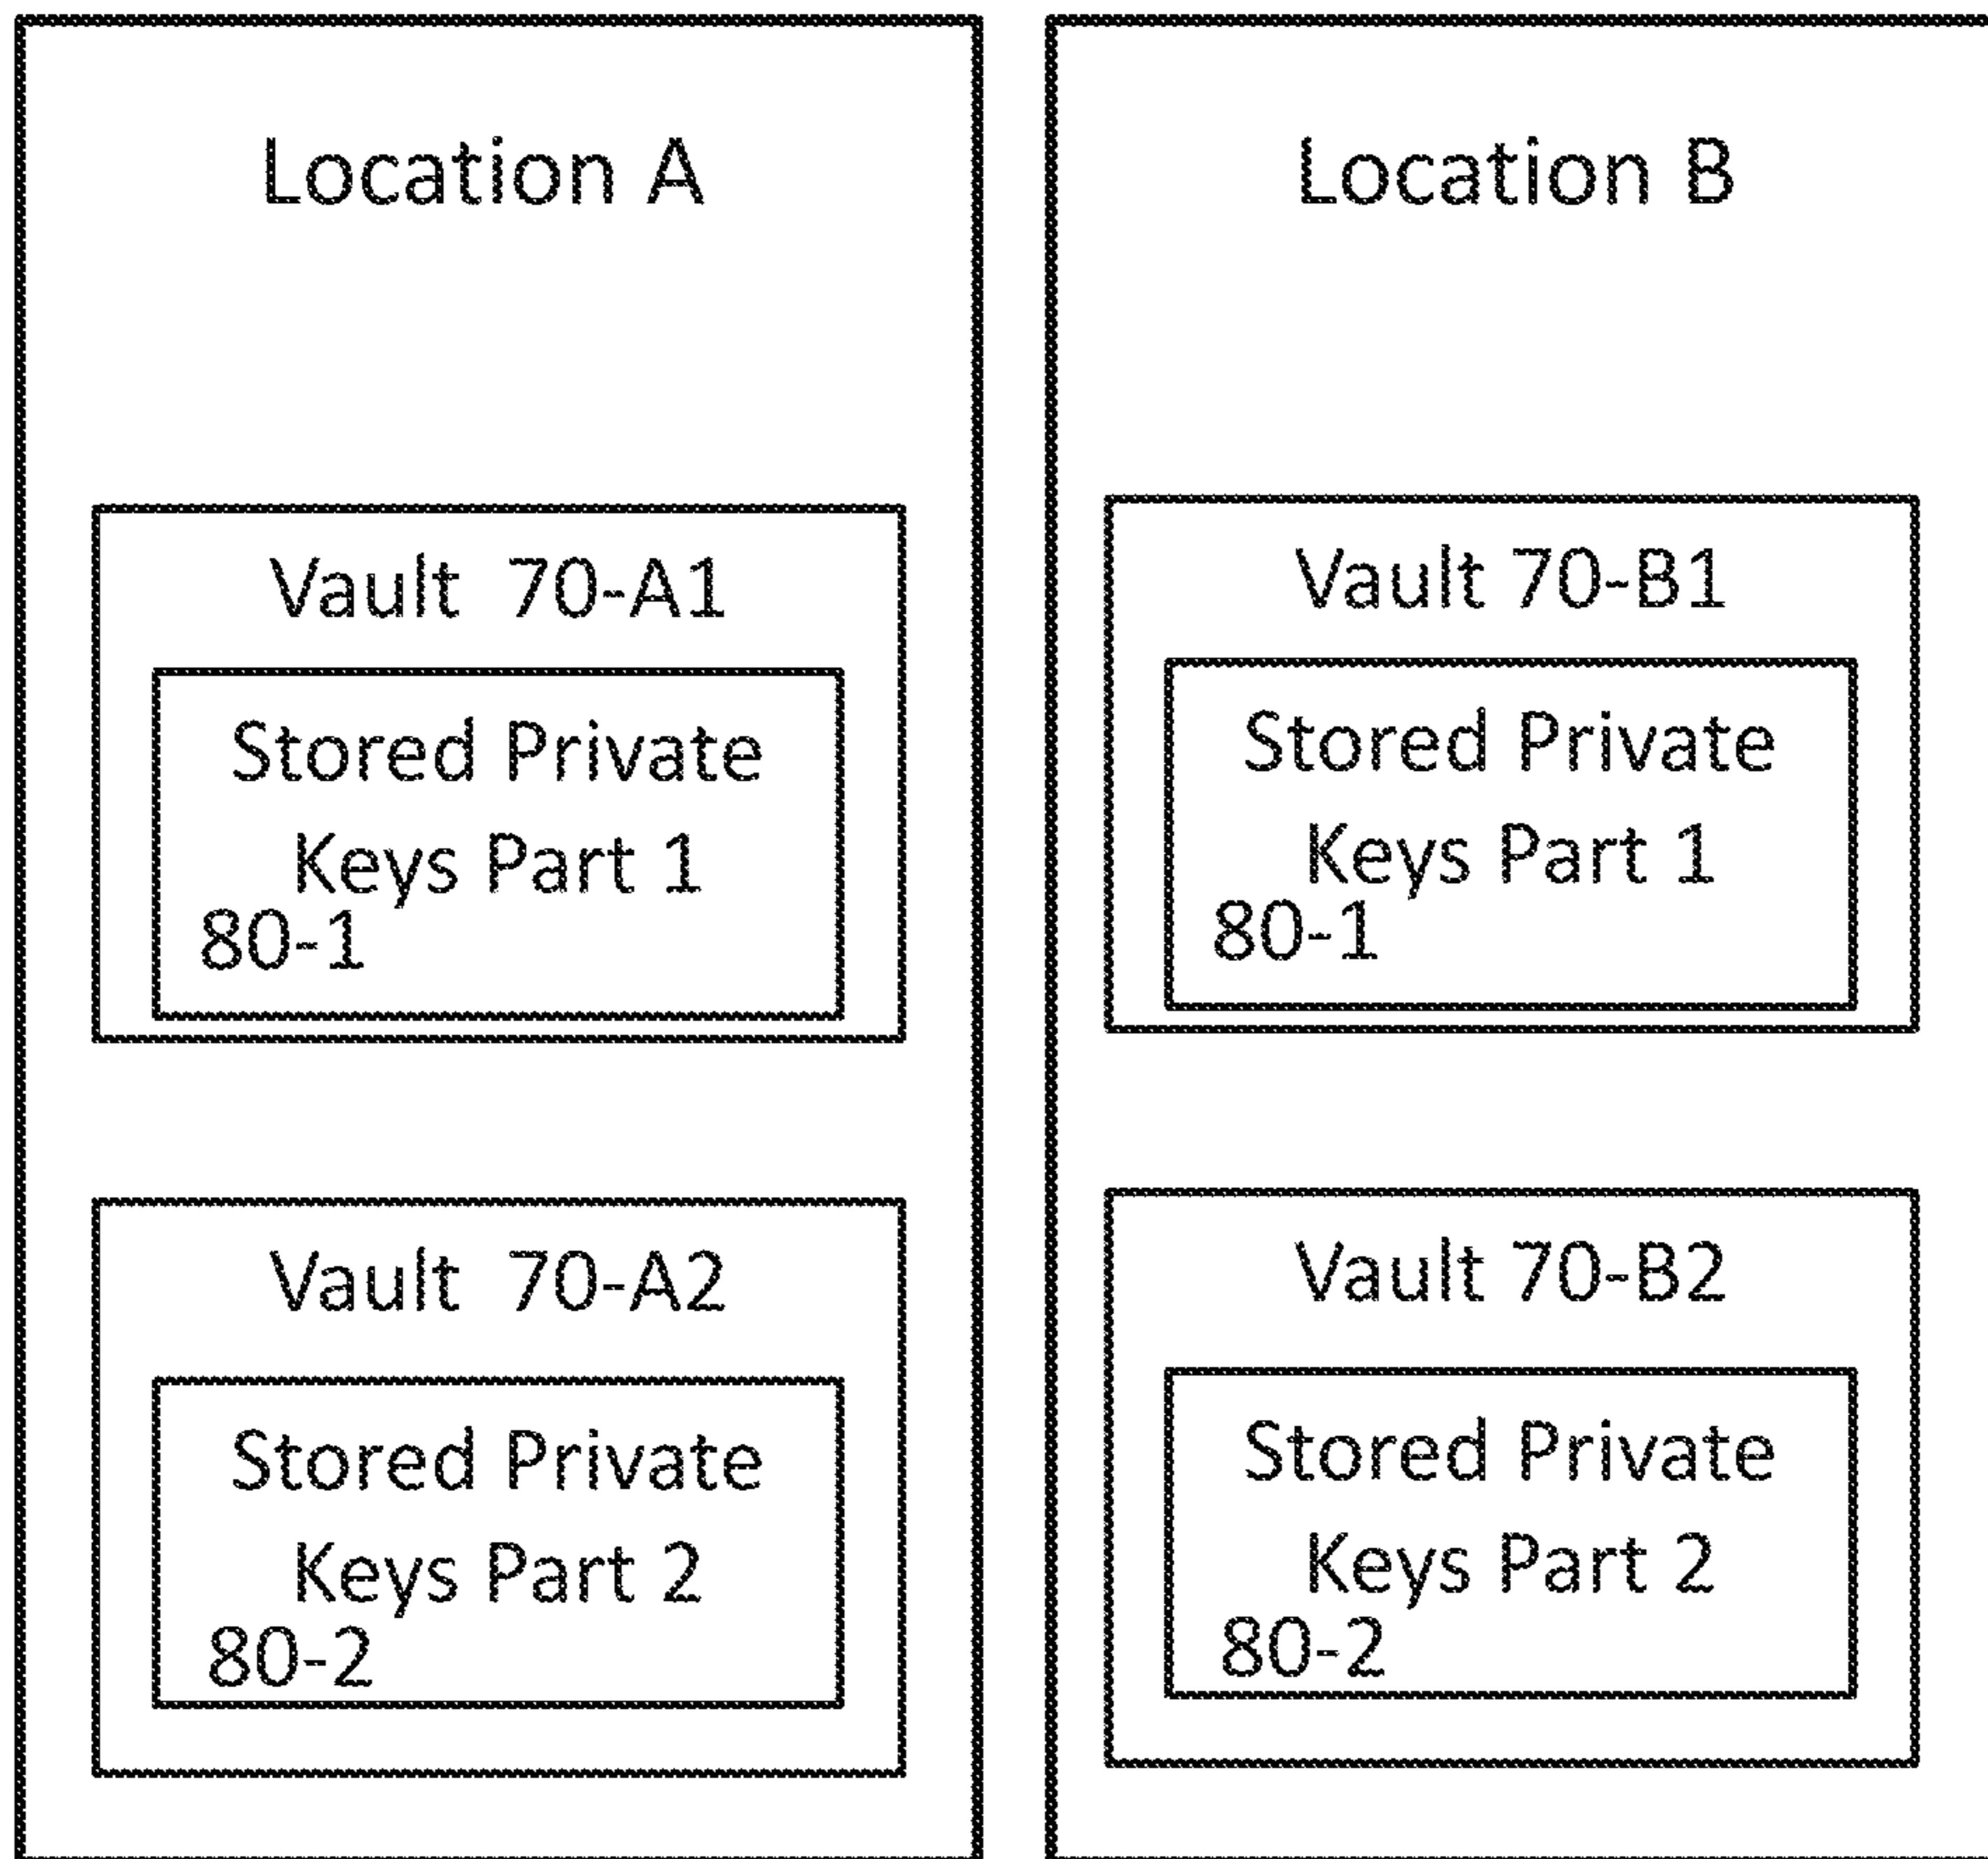 Location A
Vault 70-A1
Stored Private
Keys Part 1
80-1
Vault 70-A2
Stored Private
Keys Part 2
80-2
Location B
Vault 70-B1
Stored Private
Keys Part 1
80-1
Vault 70-B2
Stored Private
Keys Part 2
80-2